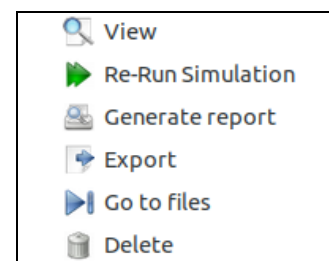 View
Re-Run Simulation
Generate report
Export
Go to files
Delete